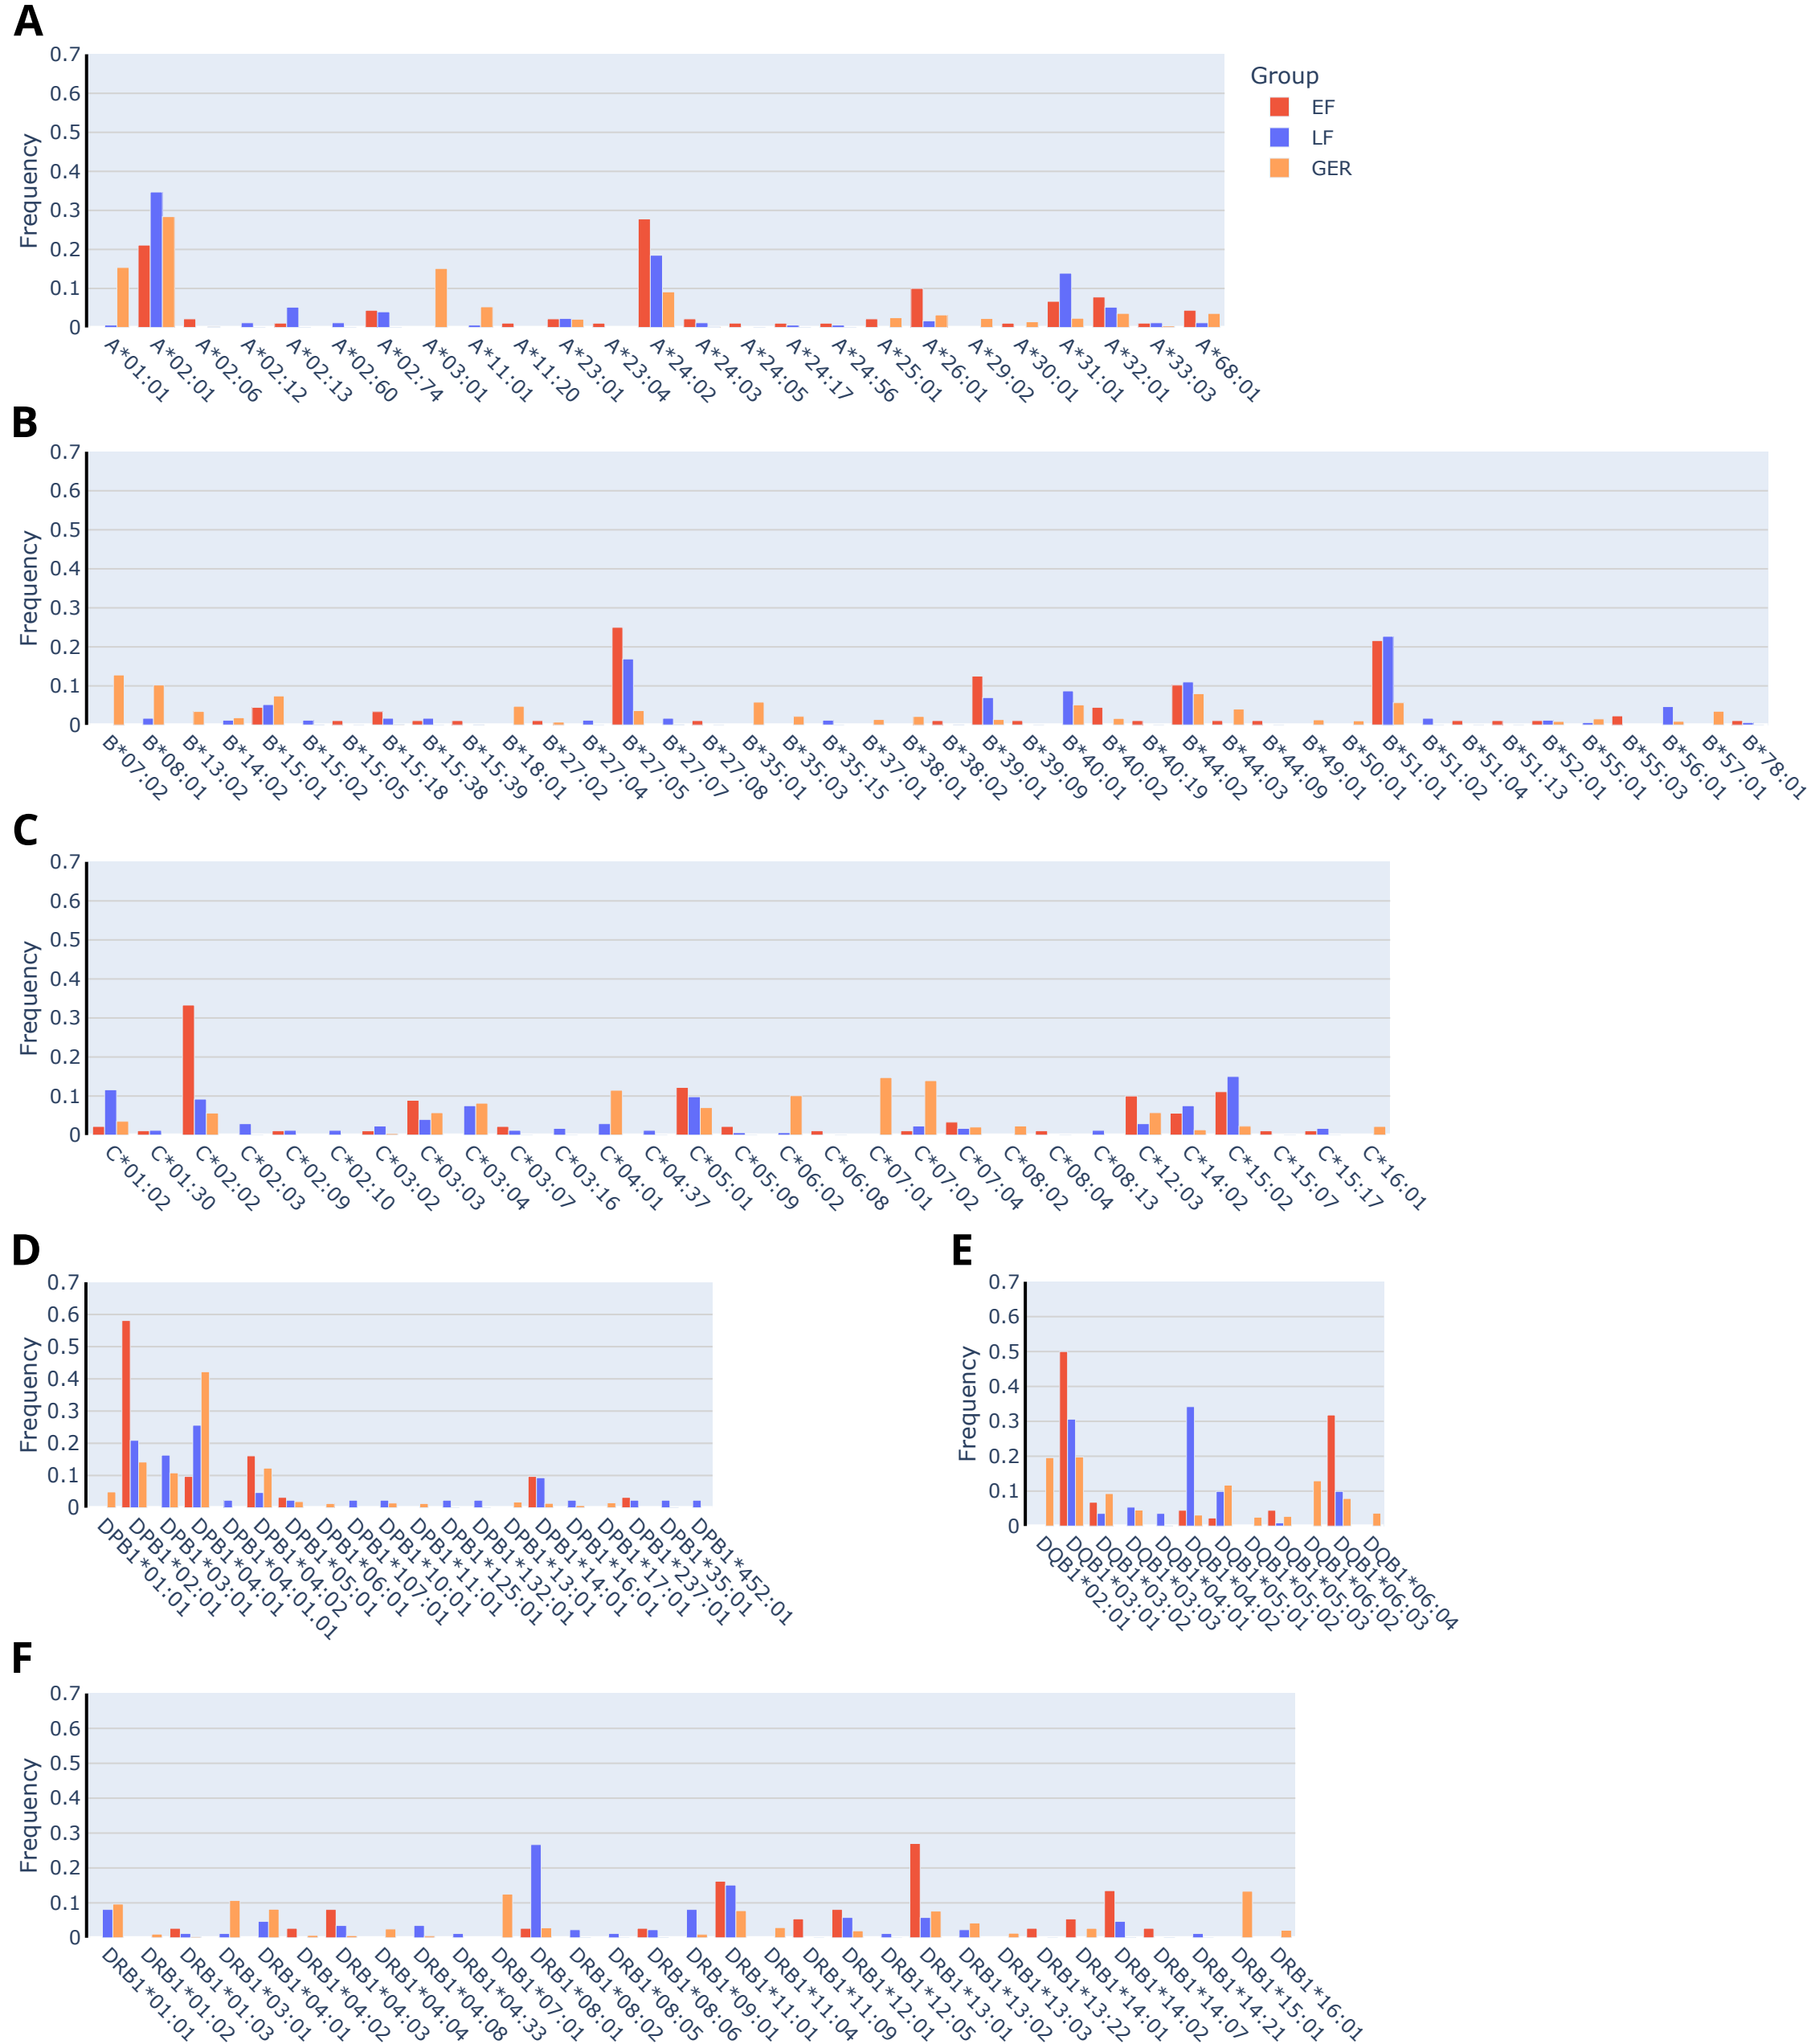 A
0.7
0.6
0.5
0.4
0.3
0.2
0.1
0
Frequency
A*01:01
A*02:01
A*02:06
A*02:12
A*02:13
A*02:60
A*02:74
A*03:01
A*11:01
A*11:20
A*23:01
A*23:04
A*24:02
A*24:03
A*24:05
A*24:17
A*24:56
A*25:01
A*26:01
A*29:02
A*30:01
A*31:01
A*32:01
A*33:03
A*68:01
Group
EF
LF
GER
B
0.7
0.6
0.5
0.4
0.3
0.2
0.1
0
Frequency
B*07:02
B*08:01
B*13:02
B*14:02
B*15:01
B*15:02
B*15:05
B*15:18
B*15:38
B*15:39
B*18:01
B*27:02
B*27:04
B*27:05
B*27:07
B*27:08
B*35:01
B*35:03
B*35:15
B*37:01
B*38:01
B*38:02
B*39:01
B*39:09
B*40:01
B*40:02
B*40:19
B*44:02
B*44:03
B*44:09
B*49:01
B*50:01
B*51:01
B*51:02
B*51:04
B*51:13
B*52:01
B*55:01
B*55:03
B*56:01
B*57:01
B*78:01
C
0.7
0.6
0.5
0.4
0.3
0.2
0.1
0
Frequency
C*01:02
C*01:30
C*02:02
C*02:03
C*02:09
C*02:10
C*03:02
C*03:03
C*03:04
C*03:07
C*03:16
C*04:01
C*04:37
C*05:01
C*05:09
C*06:02
C*06:08
C*07:01
C*07:02
C*07:04
C*08:02
C*08:04
C*08:13
C*12:03
C*14:02
C*15:02
C*15:07
C*15:17
C*16:01
D
0.7
0.6
0.5
0.4
0.3
0.2
0.1
0
Frequency
DPB1*01:01
DPB1*02:01
DPB1*03:01
DPB1*04:01
DPB1*04:01:01
DPB1*04:02
DPB1*05:01
DPB1*06:01
DPB1*107:01
DPB1*10:01
DPB1*11:01
DPB1*125:01
DPB1*132:01
DPB1*13:01
DPB1*14:01
DPB1*16:01
DPB1*17:01
DPB1*237:01
DPB1*35:01
DPB1*452:01
E
0.7
0.6
0.5
0.4
0.3
0.2
0.1
0
Frequency
DQB1*02:01
DQB1*03:01
DQB1*03:02
DQB1*03:03
DQB1*04:01
DQB1*04:02
DQB1*05:01
DQB1*05:02
DQB1*05:03
DQB1*06:02
DQB1*06:03
DQB1*06:04
F
0.7
0.6
0.5
0.4
0.3
0.2
0.1
0
Frequency
DRB1*01:01
DRB1*01:02
DRB1*01:03
DRB1*03:01
DRB1*04:01
DRB1*04:02
DRB1*04:03
DRB1*04:04
DRB1*04:08
DRB1*04:33
DRB1*07:01
DRB1*08:01
DRB1*08:02
DRB1*08:05
DRB1*08:06
DRB1*09:01
DRB1*11:01
DRB1*11:04
DRB1*11:09
DRB1*12:01
DRB1*12:05
DRB1*13:01
DRB1*13:02
DRB1*13:03
DRB1*13:22
DRB1*14:01
DRB1*14:02
DRB1*14:07
DRB1*14:21
DRB1*15:01
DRB1*16:01